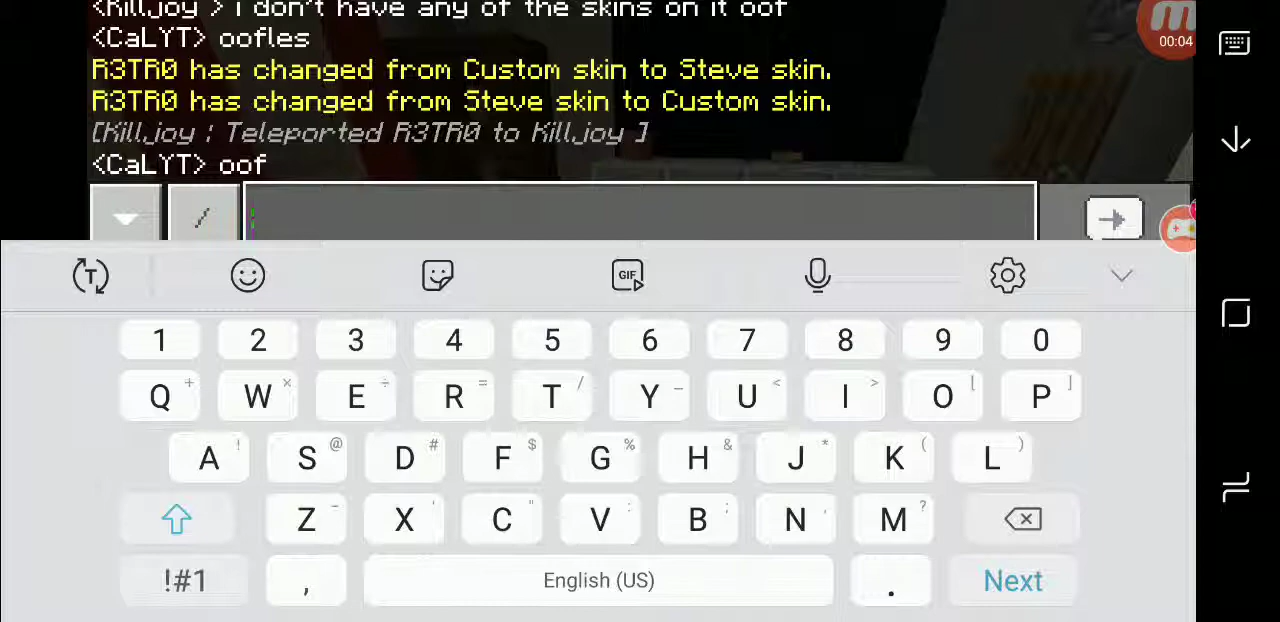 <Killjoy > i don't have any of the skins on it oof
<CaLYT> oofles
R3TR0 has changed from Custom skin to Steve skin.
R3TR0 has changed from Steve skin to Custom skin.
[Killjoy : Teleported R3TR0 to Killjoy ]
<CaLYT> oof
00:04
/
T GIF
1 2 3 4 5 6 7 8 9 0
Q + W × E ÷ R = T / Y _ U < I > O [ P ]
A ! S @ D # F $ G % H & J * K ( L )
Z - X ' C " V : B ; N , M ?
!#1 , English (US) . Next